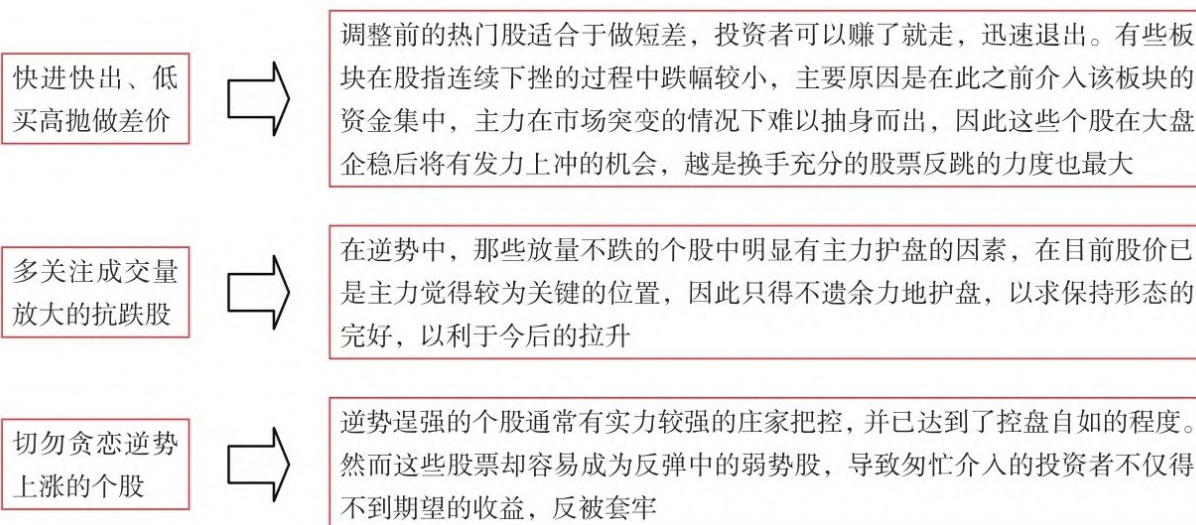 快进快出、低
买高抛做差价
调整前的热门股适合于做短差，投资者可以赚了就走，迅速退出。有些板
块在股指连续下挫的过程中跌幅较小，主要原因是在此之前介入该板块的
资金集中，主力在市场突变的情况下难以抽身而出，因此这些个股在大盘
企稳后将有发力上冲的机会，越是换手充分的股票反跳的力度也最大
多关注成交量
放大的抗跌股
在逆势中，那些放量不跌的个股中明显有主力护盘的因素，在目前股价已
是主力觉得较为关键的位置，因此只得不遗余力地护盘，以求保持形态的
完好，以利于今后的拉升
切勿贪恋逆势
上涨的个股
逆势逞强的个股通常有实力较强的庄家把控，并已达到了控盘自如的程度。
然而这些股票却容易成为反弹中的弱势股，导致匆忙介入的投资者不仅得
不到期望的收益，反被套牢